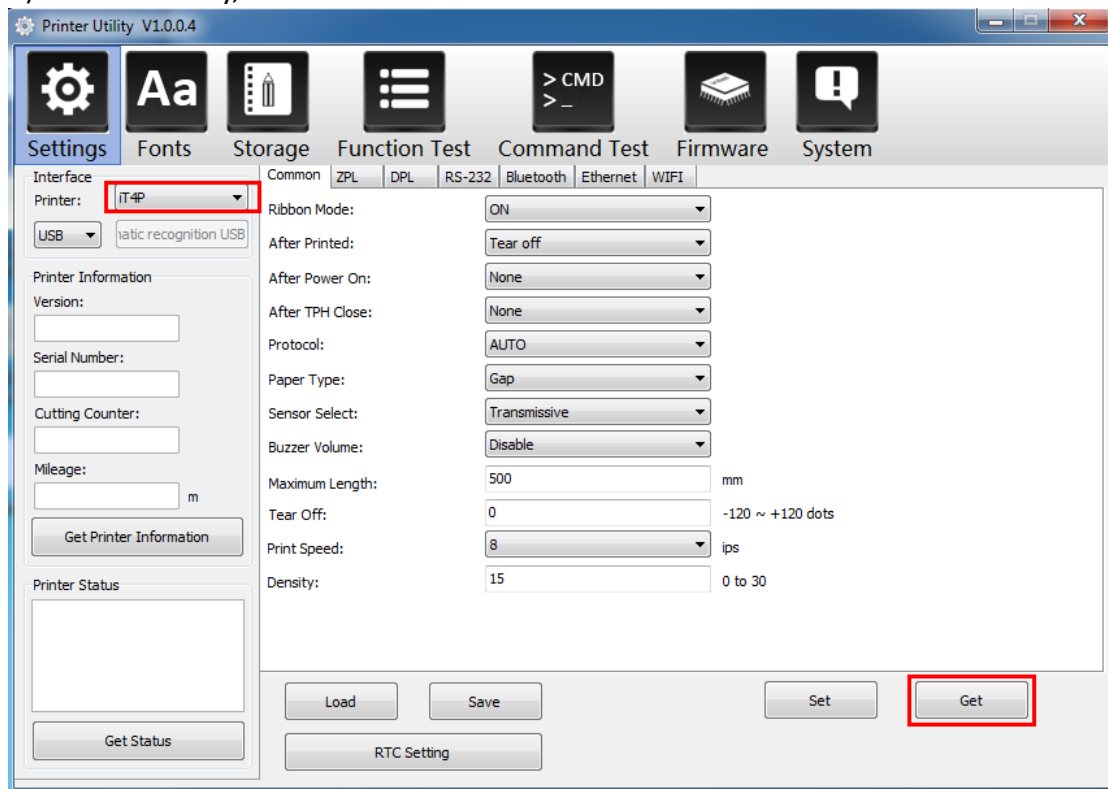 Printer Utility V1.0.0.4
Aa
> CMD
>_
Settings Fonts Storage Function Test Command Test Firmware System
Interface
Printer: iT4P
USB natic recognition USB
Printer Information
Version:
Serial Number:
Cutting Counter:
Mileage:
m
Get Printer Information
Printer Status
Get Status
Common ZPL DPL RS-232 Bluetooth Ethernet WIFI
Ribbon Mode: ON
After Printed: Tear off
After Power On: None
After TPH Close: None
Protocol: AUTO
Paper Type: Gap
Sensor Select: Transmissive
Buzzer Volume: Disable
Maximum Length: 500 mm
Tear Off: 0 -120 ~ +120 dots
Print Speed: 8 ips
Density: 15 0 to 30
Load Save Set Get
RTC Setting